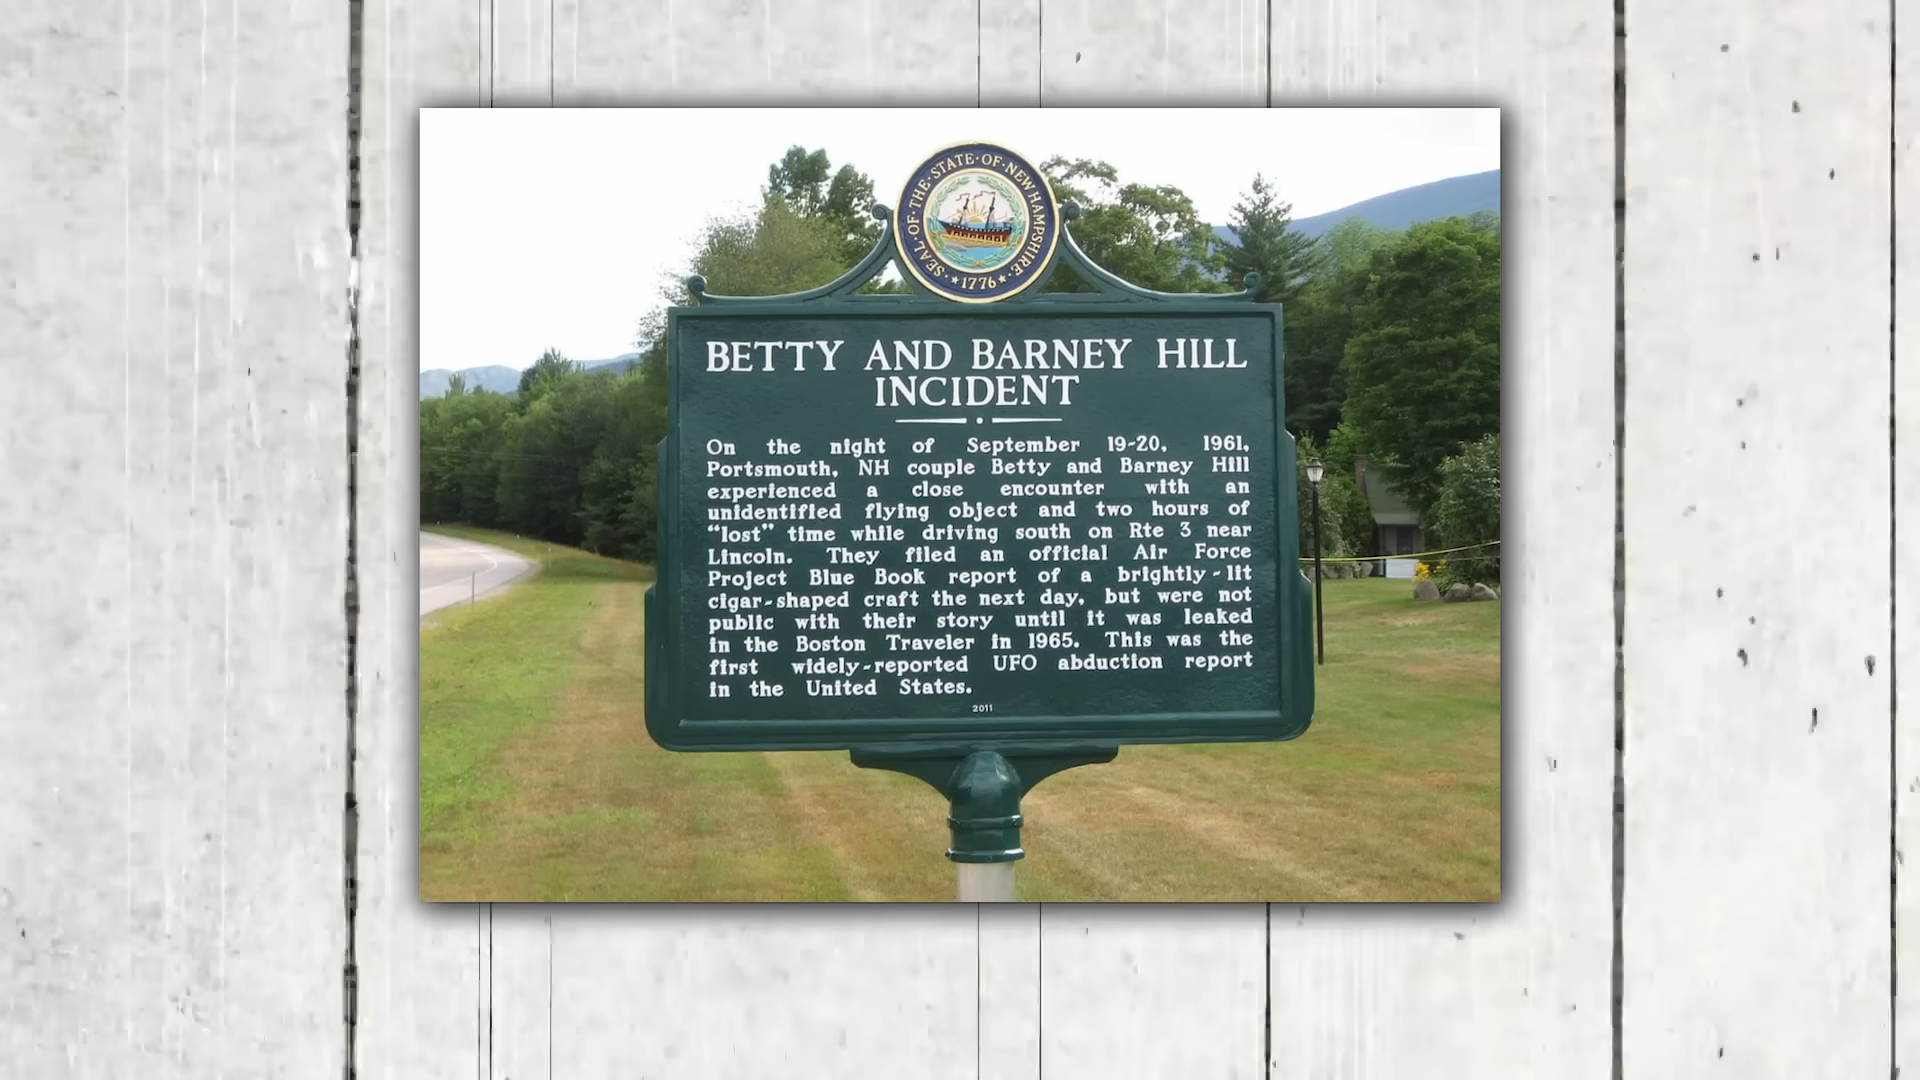 SEAL·OF·THE·STATE·OF·NEW HAMPSHIRE·
★1776★
BETTY AND BARNEY HILL
INCIDENT
On the night of September 19-20, 1961,
Portsmouth, NH couple Betty and Barney Hill
experienced a close encounter with an
unidentified flying object and two hours of
“lost” time while driving south on Rte 3 near
Lincoln. They filed an official Air Force
Project Blue Book report of a brightly-lit
cigar-shaped craft the next day, but were not
public with their story until it was leaked
in the Boston Traveler in 1965. This was the
first widely-reported UFO abduction report
in the United States.
2011